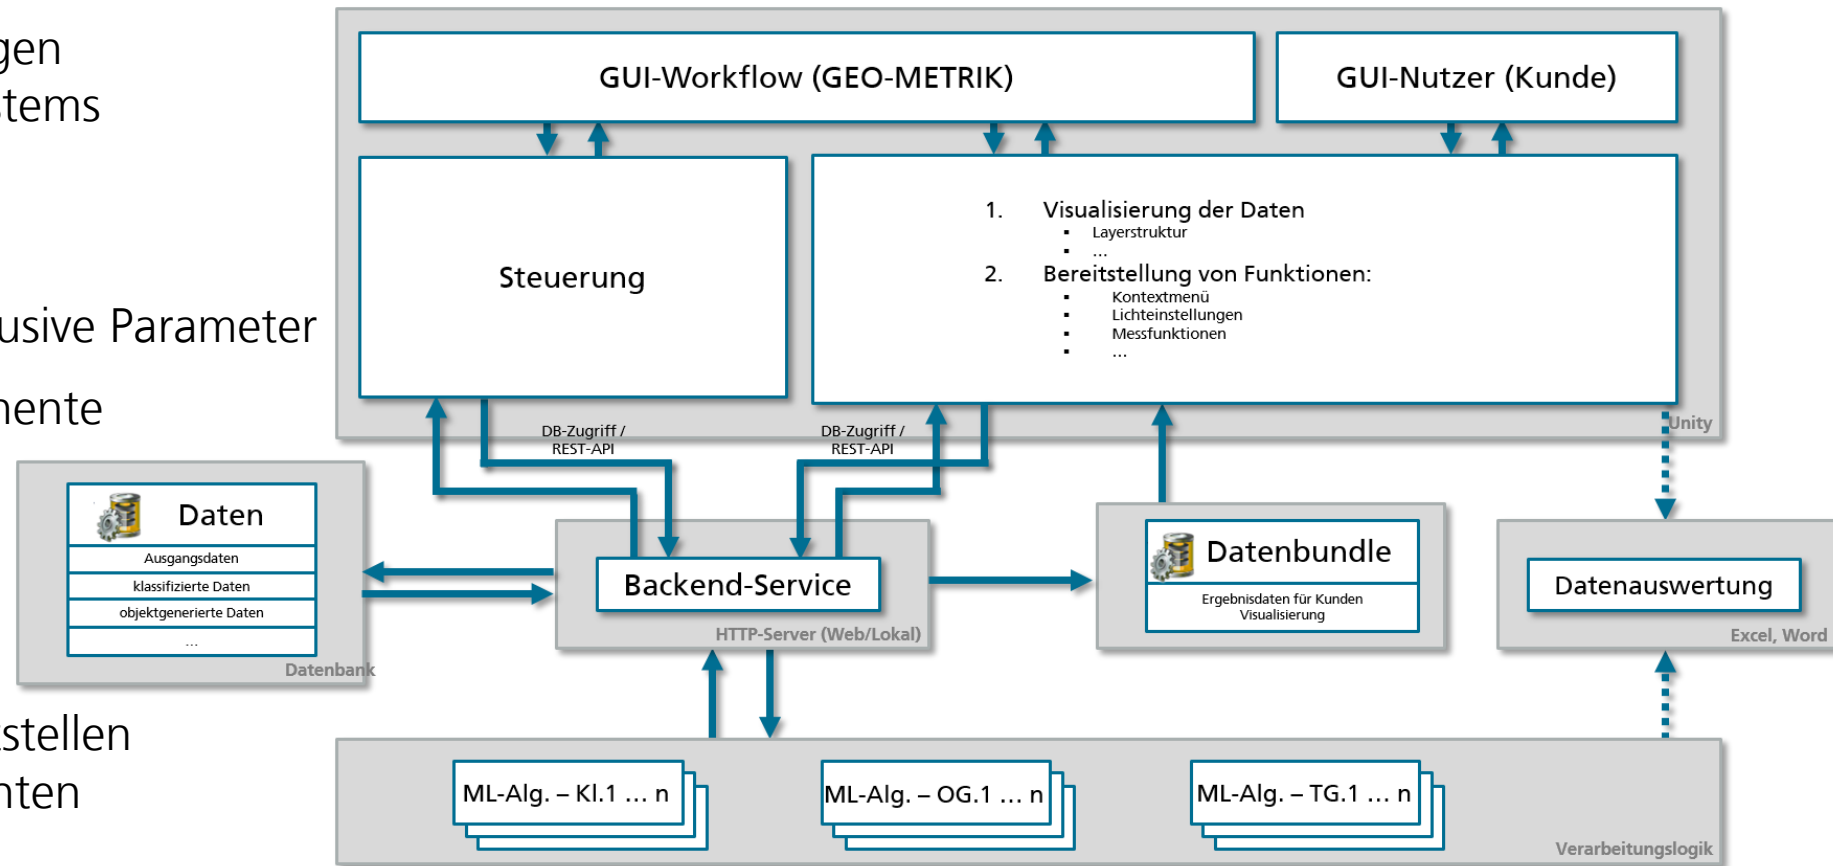 gen
stems
usive Parameter
nente
tstellen
nten
GUI-Workflow (GEO-METRIK)
GUI-Nutzer (Kunde)
Steuerung
1. Visualisierung der Daten
▪ Layerstruktur
▪ ...
2. Bereitstellung von Funktionen:
▪ Kontextmenü
▪ Lichteinstellungen
▪ Messfunktionen
▪ ...
Unity
DB-Zugriff /
REST-API
DB-Zugriff /
REST-API
Daten
Ausgangsdaten
klassifizierte Daten
objektgenerierte Daten
...
Datenbank
Backend-Service
HTTP-Server (Web/Lokal)
Datenbundle
Ergebnisdaten für Kunden
Visualisierung
Datenauswertung
Excel, Word
ML-Alg. – Kl.1 ... n
ML-Alg. – OG.1 ... n
ML-Alg. – TG.1 ... n
Verarbeitungslogik